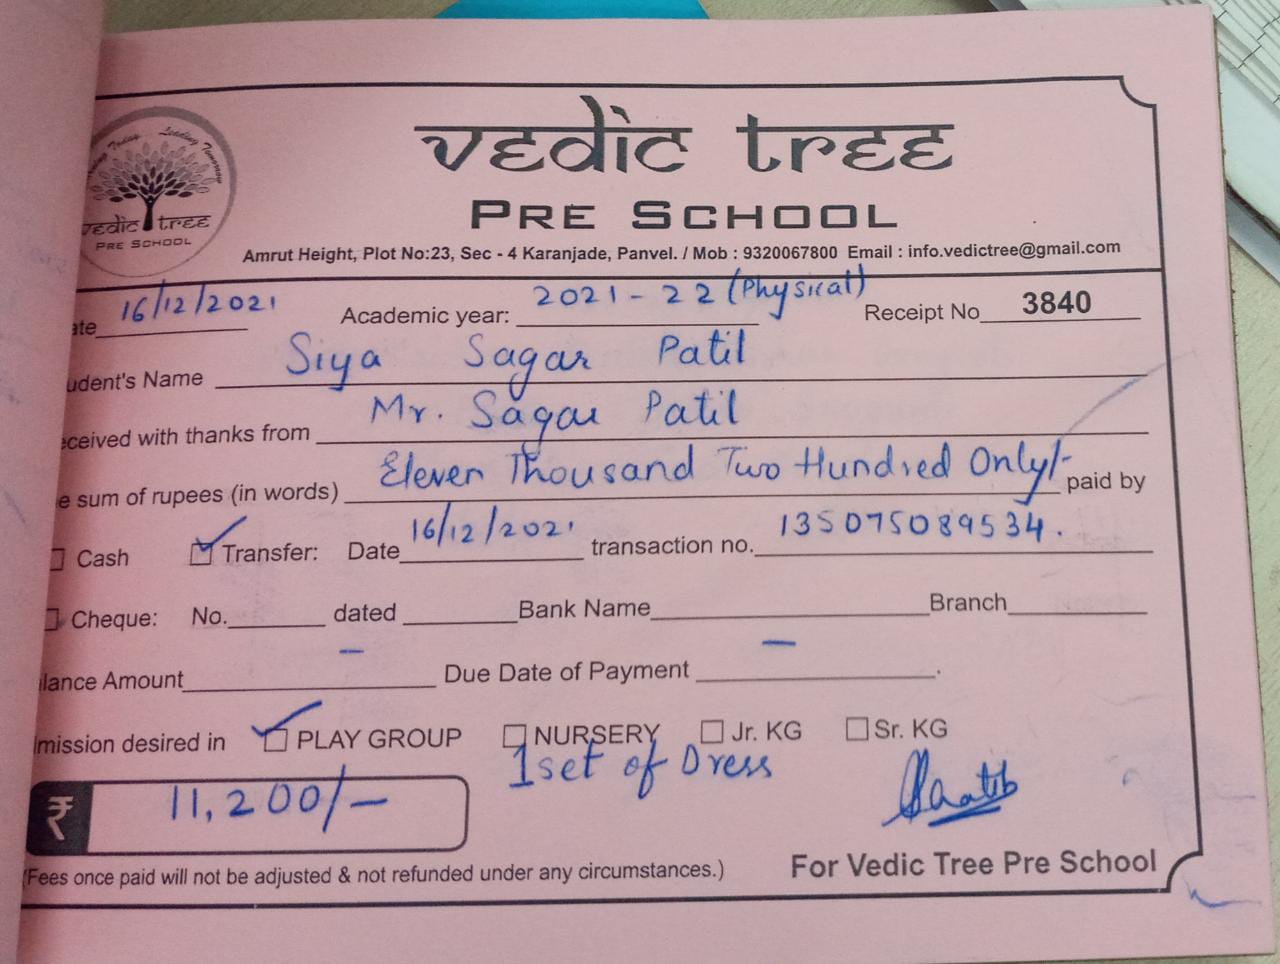 vedic tree
PRE SCHOOL
Today Leading Tomorrow
vedic tree
PRE SCHOOL
Amrut Height, Plot No:23, Sec - 4 Karanjade, Panvel. / Mob : 9320067800 Email : info.vedictree@gmail.com
ate 16/12/2021 Academic year: 2021-22 (Physical) Receipt No 3840
udent's Name Siya Sagar Patil
eceived with thanks from Mr. Sagar Patil
e sum of rupees (in words) Eleven Thousand Two Hundred Only/- paid by
Cash Transfer: Date 16/12/2021 transaction no. 135075089534.
Cheque: No. dated Bank Name Branch
lance Amount - Due Date of Payment -.
mission desired in PLAY GROUP NURSERY Jr. KG Sr. KG
1 set of Dress
₹ 11,200/-
(Fees once paid will not be adjusted & not refunded under any circumstances.) For Vedic Tree Pre School